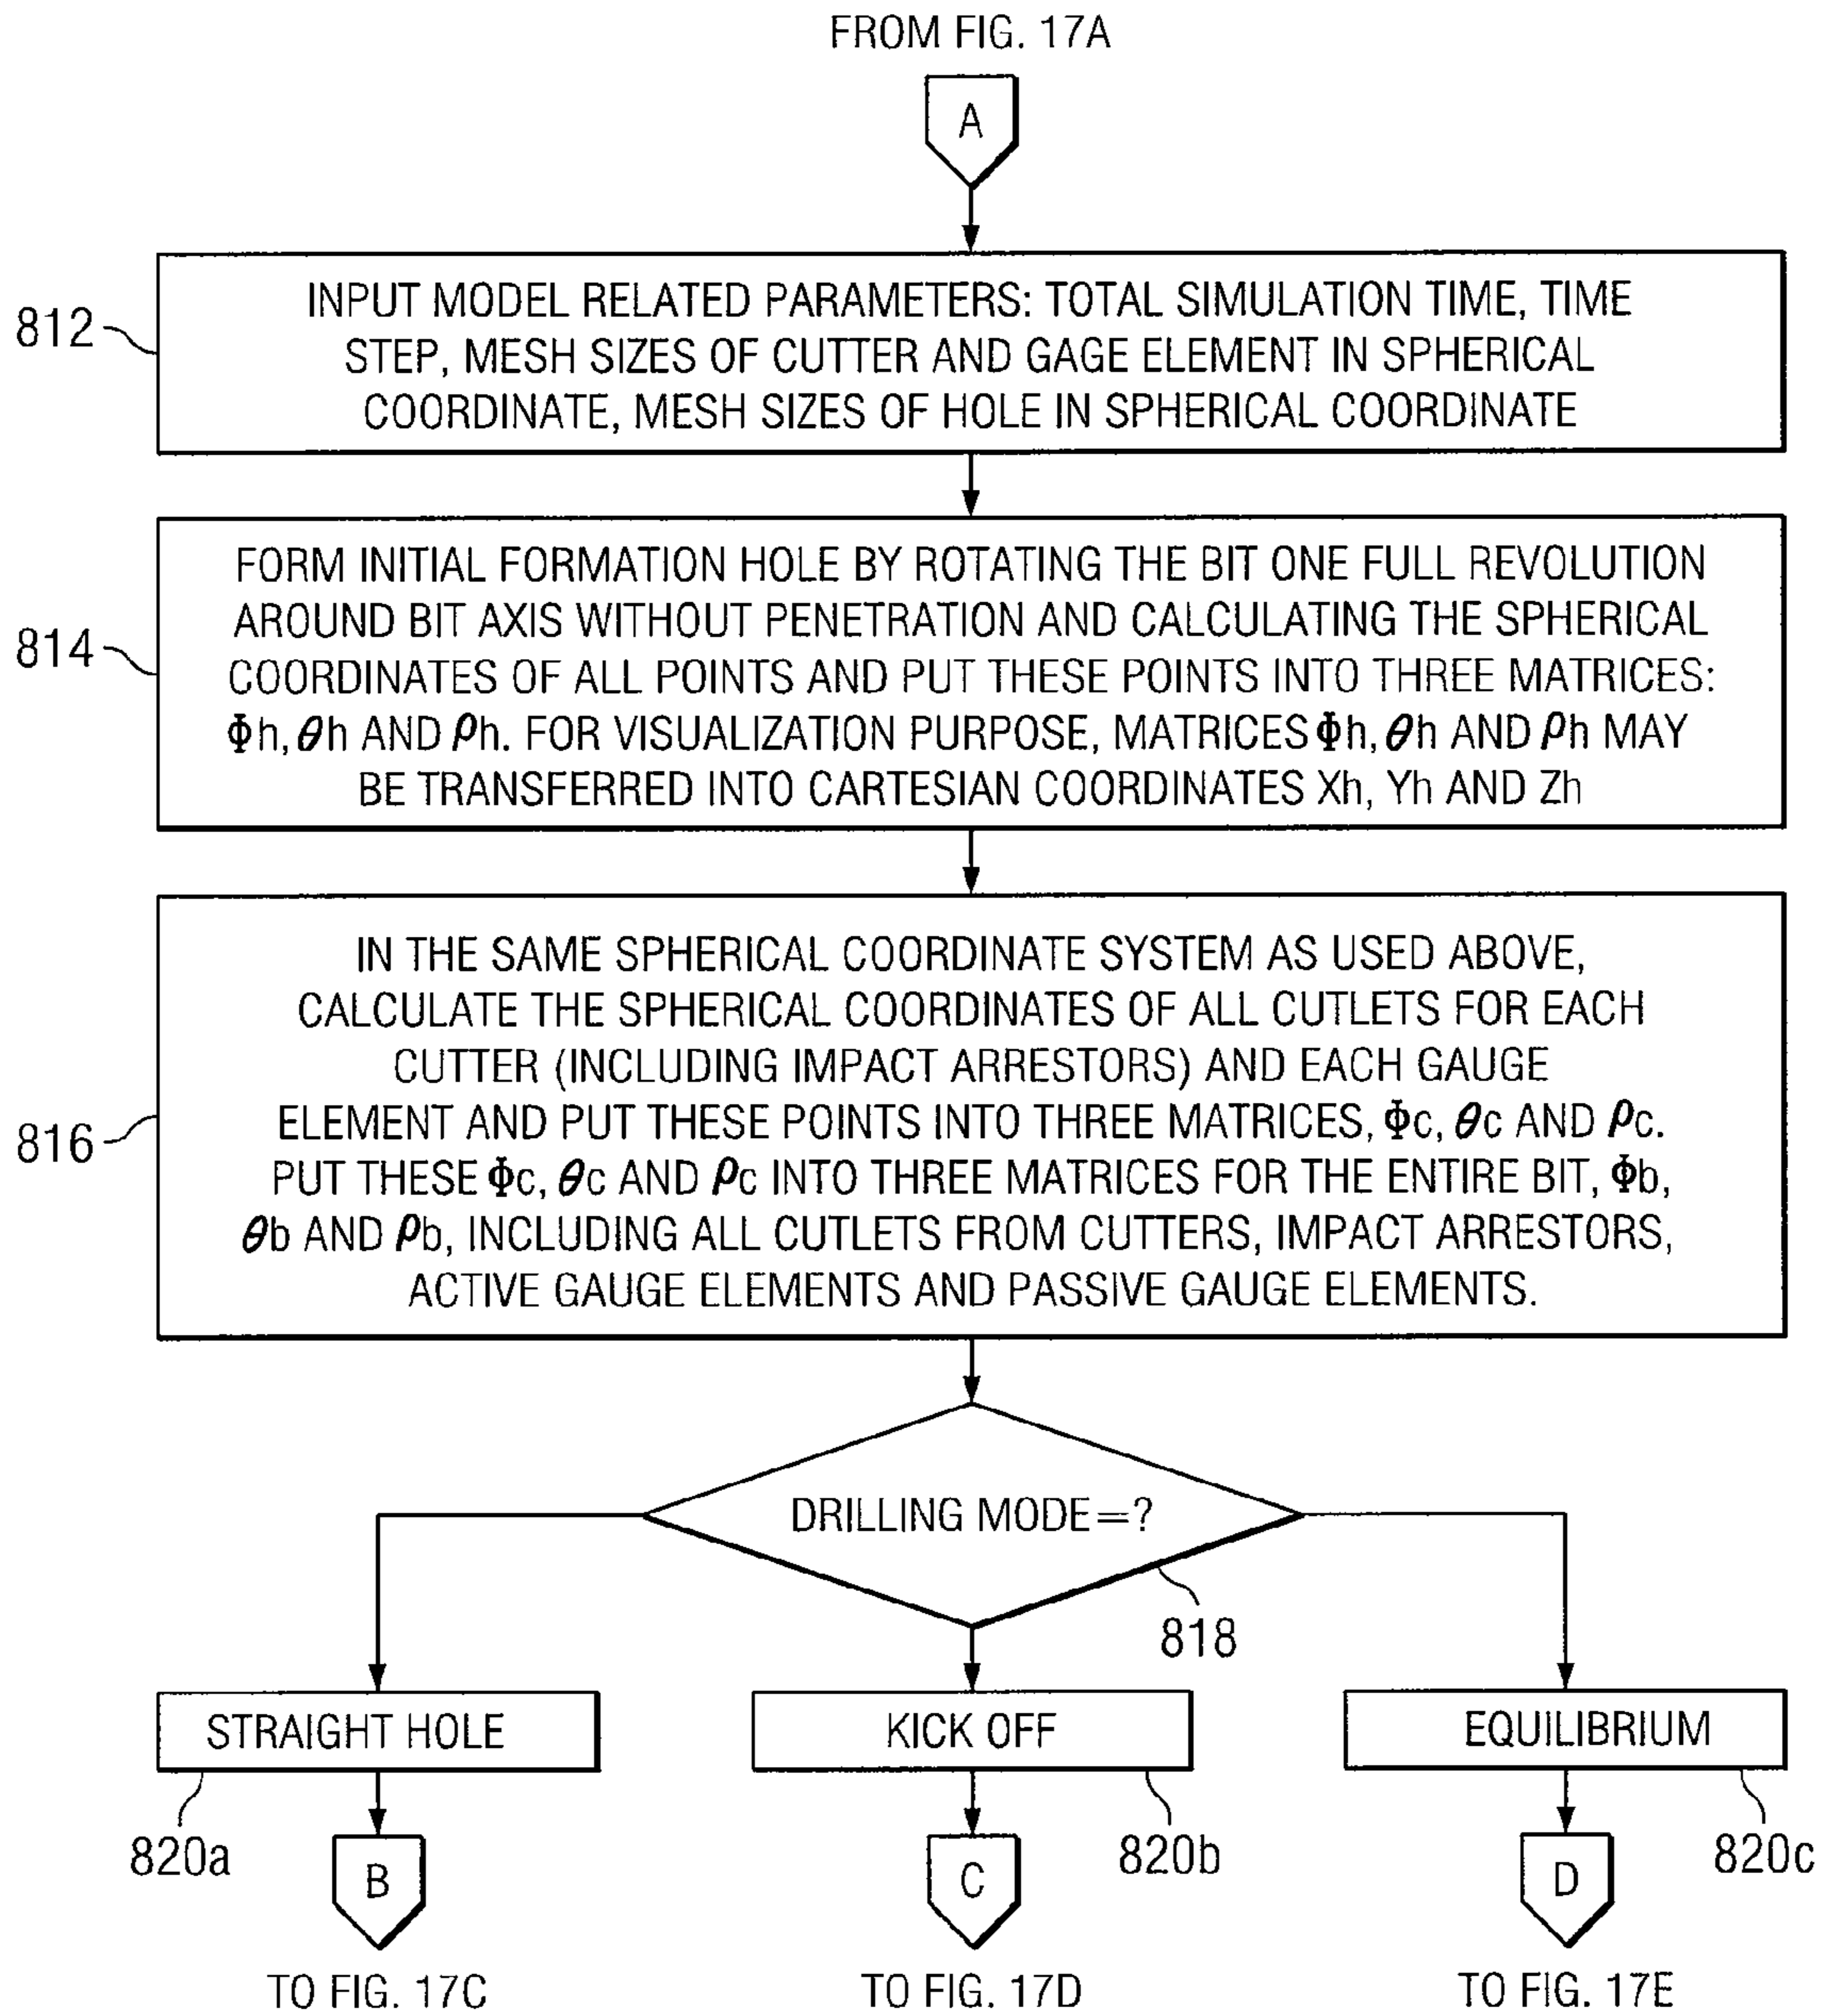 FROM FIG. 17A
A
812
INPUT MODEL RELATED PARAMETERS: TOTAL SIMULATION TIME, TIME
STEP, MESH SIZES OF CUTTER AND GAGE ELEMENT IN SPHERICAL
COORDINATE, MESH SIZES OF HOLE IN SPHERICAL COORDINATE
814
FORM INITIAL FORMATION HOLE BY ROTATING THE BIT ONE FULL REVOLUTION
AROUND BIT AXIS WITHOUT PENETRATION AND CALCULATING THE SPHERICAL
COORDINATES OF ALL POINTS AND PUT THESE POINTS INTO THREE MATRICES:
Φh, θh AND ρh. FOR VISUALIZATION PURPOSE, MATRICES Φh, θh AND ρh MAY
BE TRANSFERRED INTO CARTESIAN COORDINATES Xh, Yh AND Zh
816
IN THE SAME SPHERICAL COORDINATE SYSTEM AS USED ABOVE,
CALCULATE THE SPHERICAL COORDINATES OF ALL CUTLETS FOR EACH
CUTTER (INCLUDING IMPACT ARRESTORS) AND EACH GAUGE
ELEMENT AND PUT THESE POINTS INTO THREE MATRICES, Φc, θc AND ρc.
PUT THESE Φc, θc AND ρc INTO THREE MATRICES FOR THE ENTIRE BIT, Φb,
θb AND ρb, INCLUDING ALL CUTLETS FROM CUTTERS, IMPACT ARRESTORS,
ACTIVE GAUGE ELEMENTS AND PASSIVE GAUGE ELEMENTS.
DRILLING MODE=?
818
STRAIGHT HOLE
KICK OFF
EQUILIBRIUM
820a
820b
820c
B
C
D
TO FIG. 17C
TO FIG. 17D
TO FIG. 17E